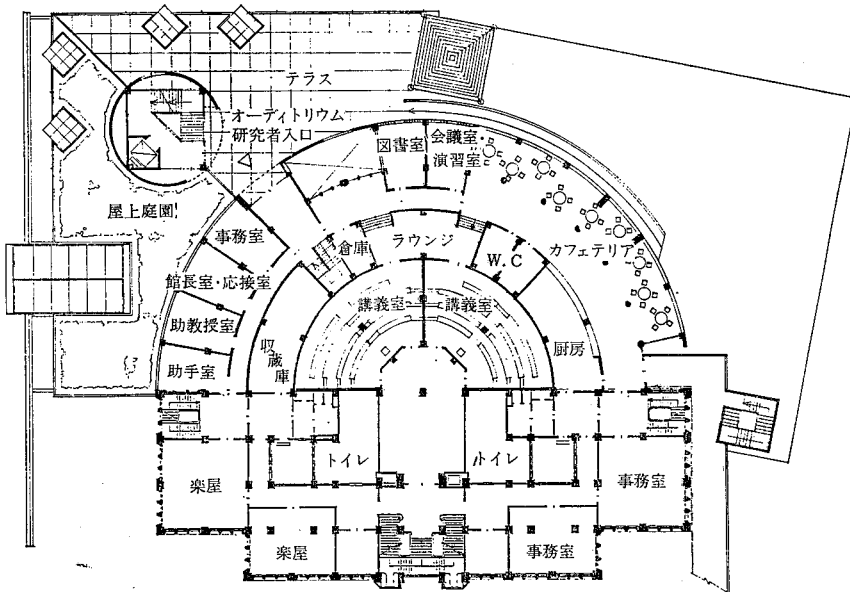 テラス
オーディトリウム
研究者入口
図書室
会議室
演習室
屋上庭園
事務室
倉庫
ラウンジ
W.C
カフェテリア
館長室・応接室
講義室
講義室
助教授室
収蔵庫
厨房
助手室
トイレ
トイレ
楽屋
事務室
楽屋
事務室